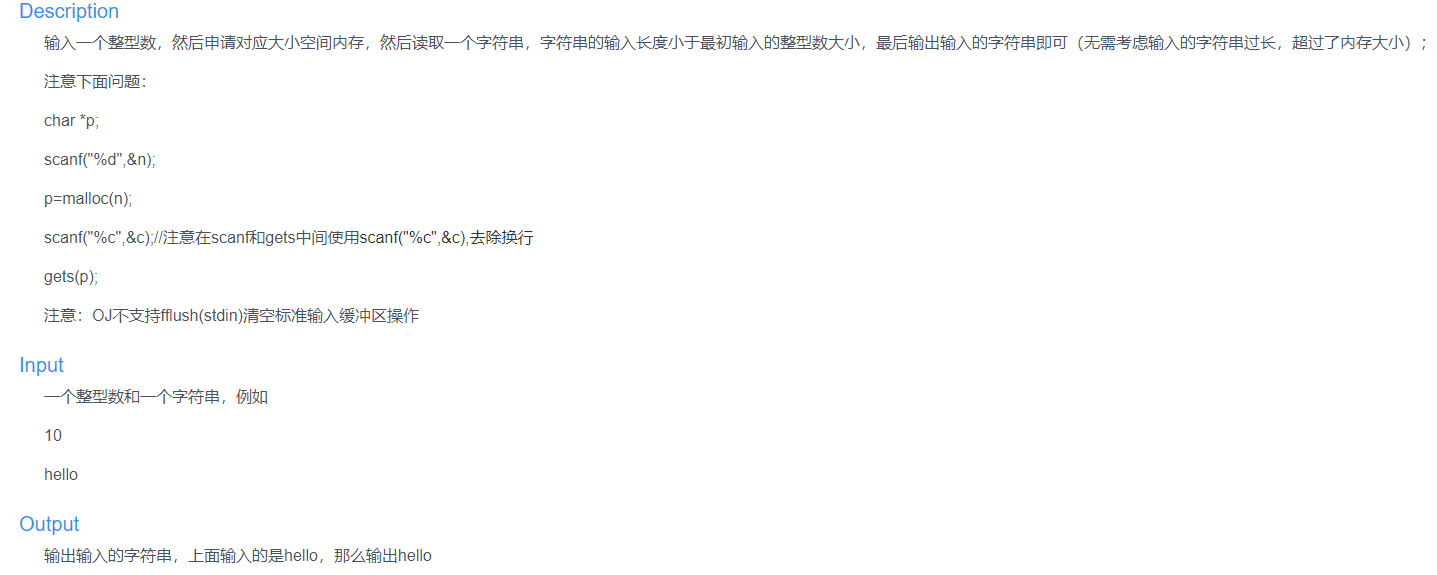 Description
输入一个整型数，然后申请对应大小空间内存，然后读取一个字符串，字符串的输入长度小于最初输入的整型数大小，最后输出输入的字符串即可（无需考虑输入的字符串过长，超过了内存大小）；
注意下面问题：
char *p;
scanf("%d",&n);
p=malloc(n);
scanf("%c",&c);//注意在scanf和gets中间使用scanf("%c",&c),去除换行
gets(p);
注意：OJ不支持fflush(stdin)清空标准输入缓冲区操作
Input
一个整型数和一个字符串，例如
10
hello
Output
输出输入的字符串，上面输入的是hello，那么输出hello